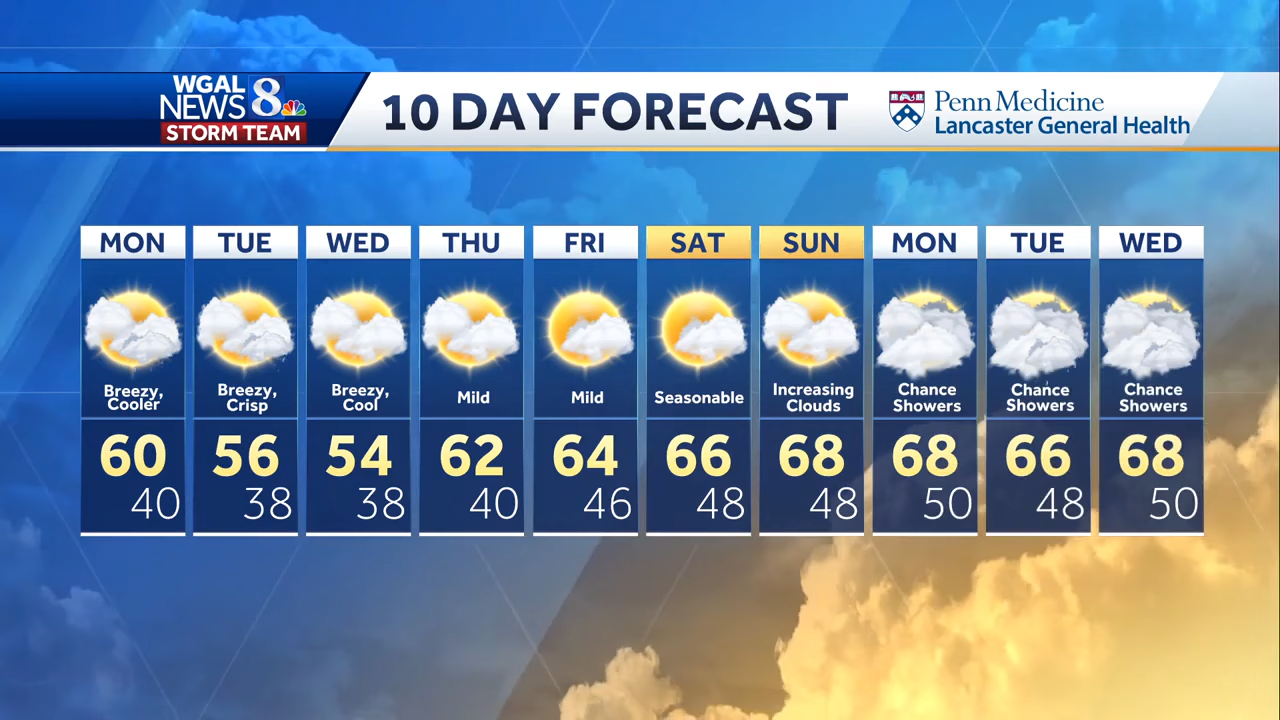 WGAL
NEWS 8
STORM TEAM
10 DAY FORECAST
Penn Medicine
Lancaster General Health
MON TUE WED THU FRI SAT SUN MON TUE WED
Breezy, Cooler
Breezy, Crisp
Breezy, Cool
Mild
Mild
Seasonable
Increasing Clouds
Chance Showers
Chance Showers
Chance Showers
60 56 54 62 64 66 68 68 66 68
40 38 38 40 46 48 48 50 48 50